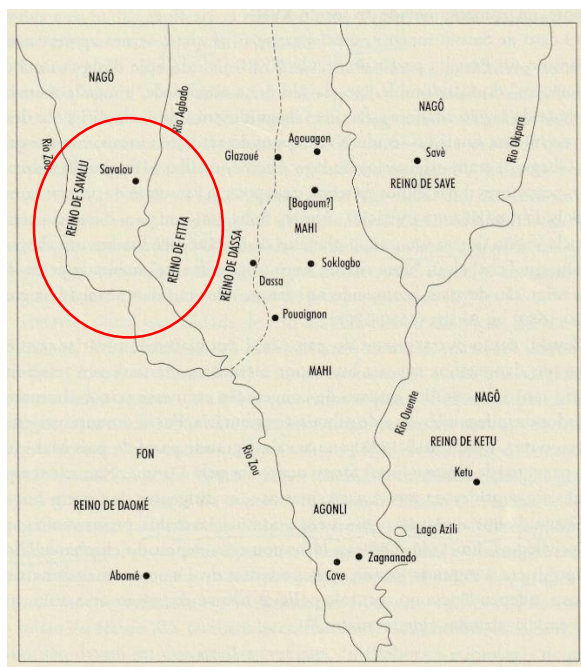 NAGÔ
Rio Zou
Rio Agbado
Agouagon
Glazoué
NAGÔ
Savè
Rio Okpara
REINO DE SAVALU
Savalou
[Bogoum?]
REINO DE SAVE
REINO DE FITTA
REINO DE DASSA
MAHI
Soklogbo
Dassa
Pouaignon
MAHI
NAGÔ
Rio Ouente
REINO DE KETU
FON
Rio Zou
Ketu
REINO DE DAOMÉ
AGONLI
Lago Azili
Zagnanado
Abomé
Cove